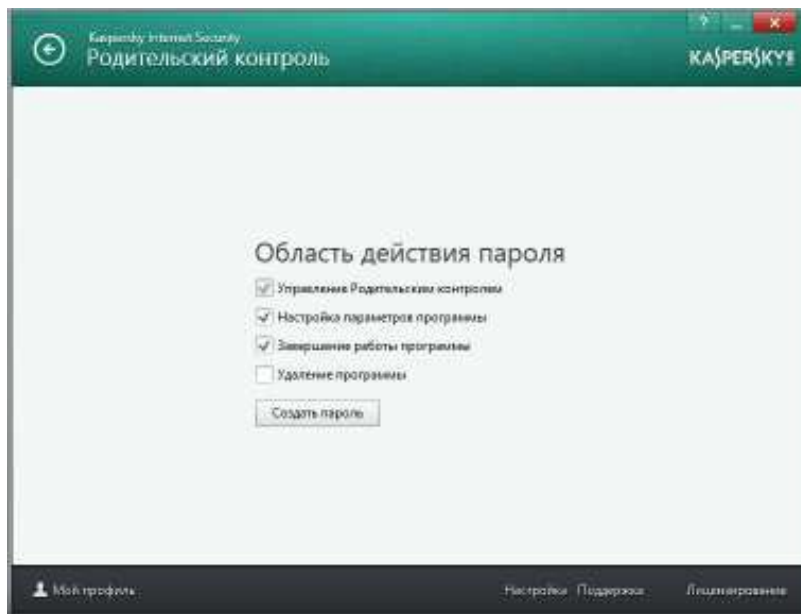 Kaspersky Internet Security
Родительский контроль
KASPERSKY
Область действия пароля
Управление Родительским контролем
Настройка параметров программы
Завершение работы программы
Удаление программы
Создать пароль
Мой профиль
Настройка Поддержка Лицензирование